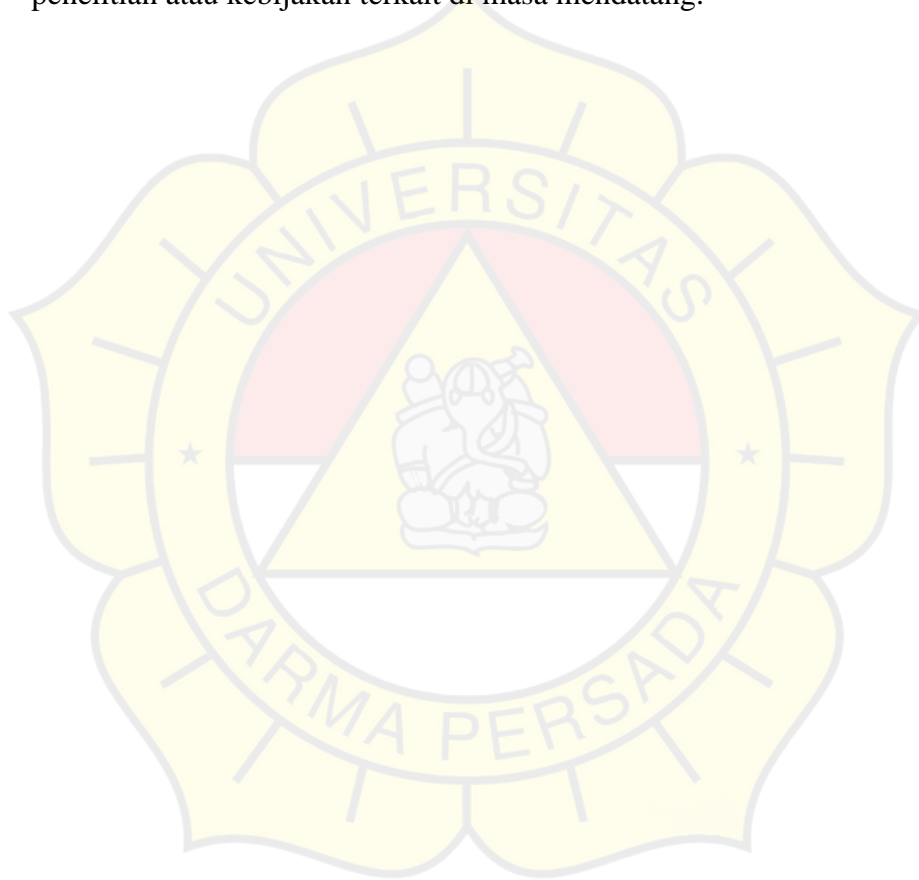 penelitian atau kebijakan terkait di masa mendatang.
UNIVERSITAS
DARMA PERSADA